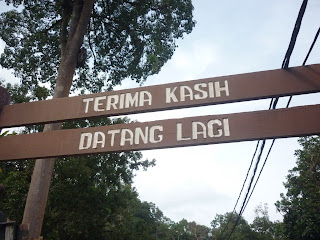 TERIMA KASIH
DATANG LAGI